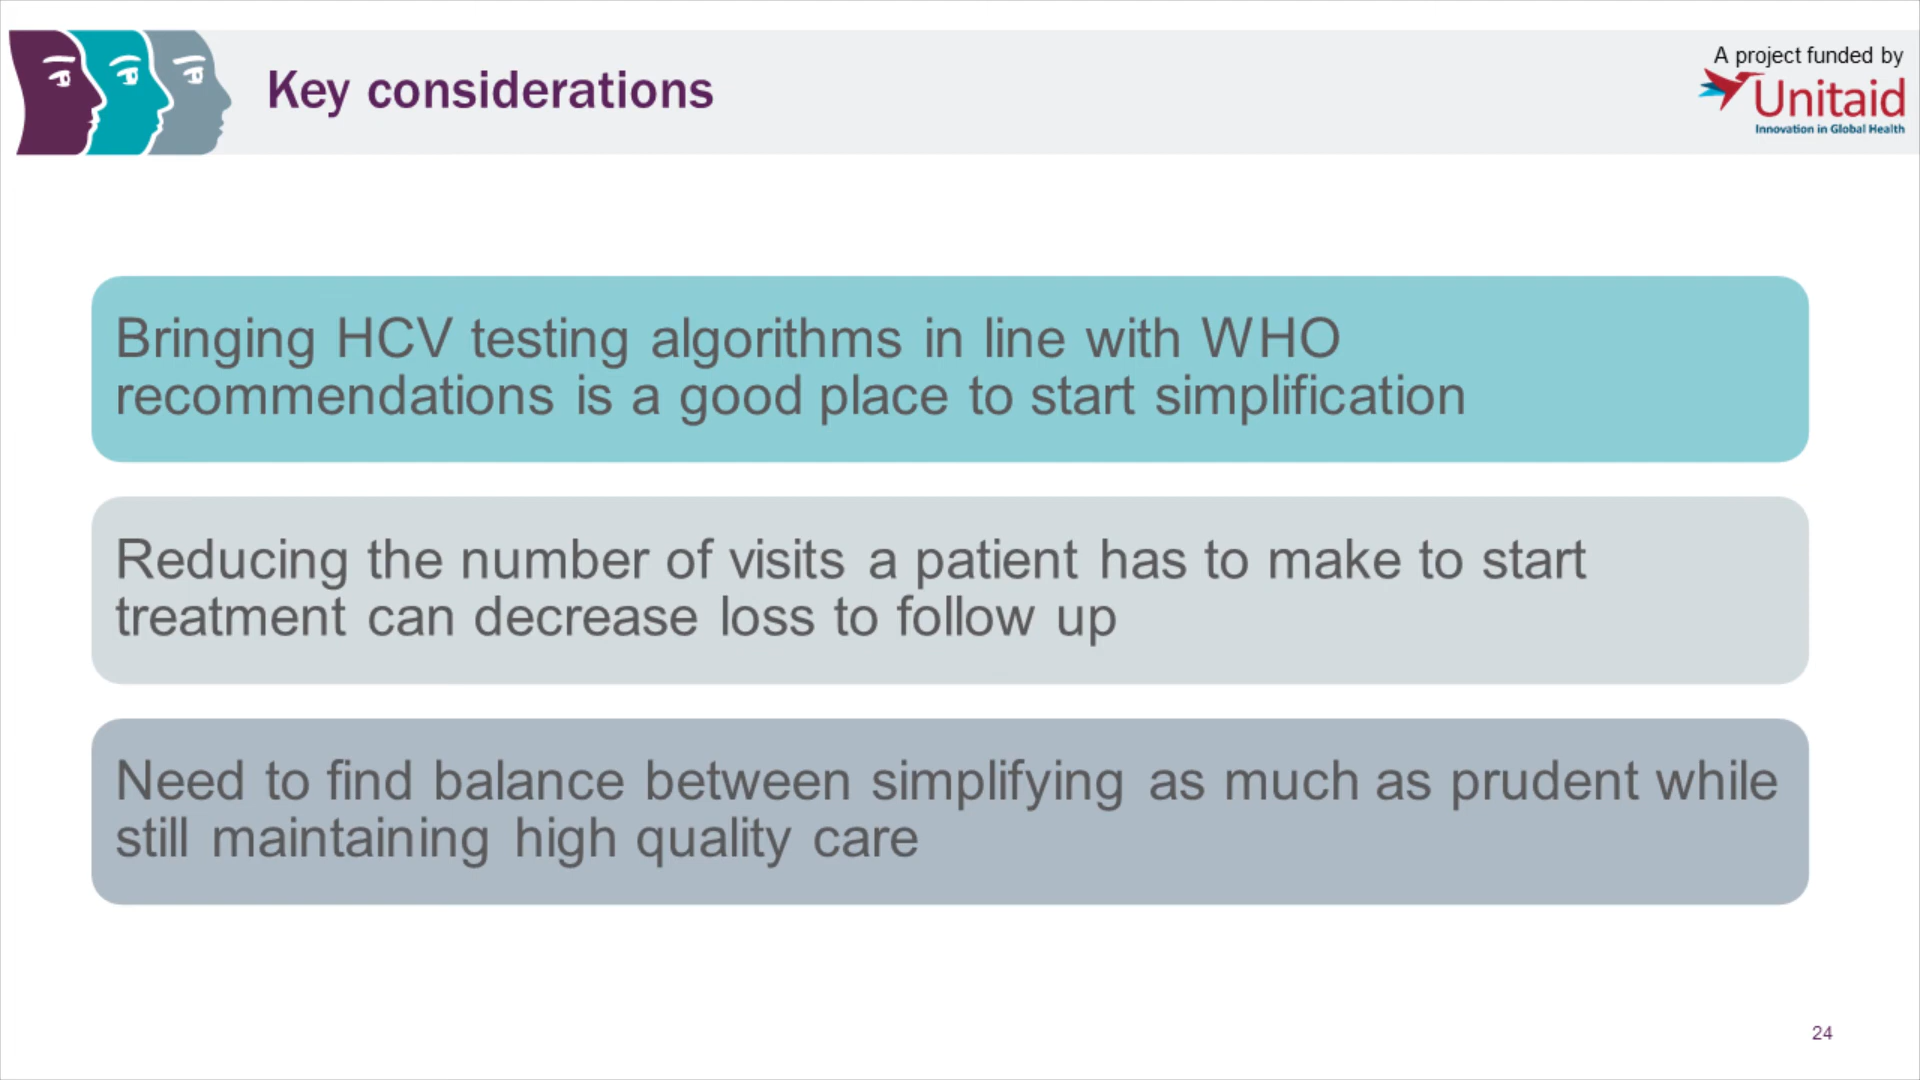 Key considerations
A project funded by
Unitaid
Innovation in Global Health
Bringing HCV testing algorithms in line with WHO
recommendations is a good place to start simplification
Reducing the number of visits a patient has to make to start
treatment can decrease loss to follow up
Need to find balance between simplifying as much as prudent while
still maintaining high quality care
24